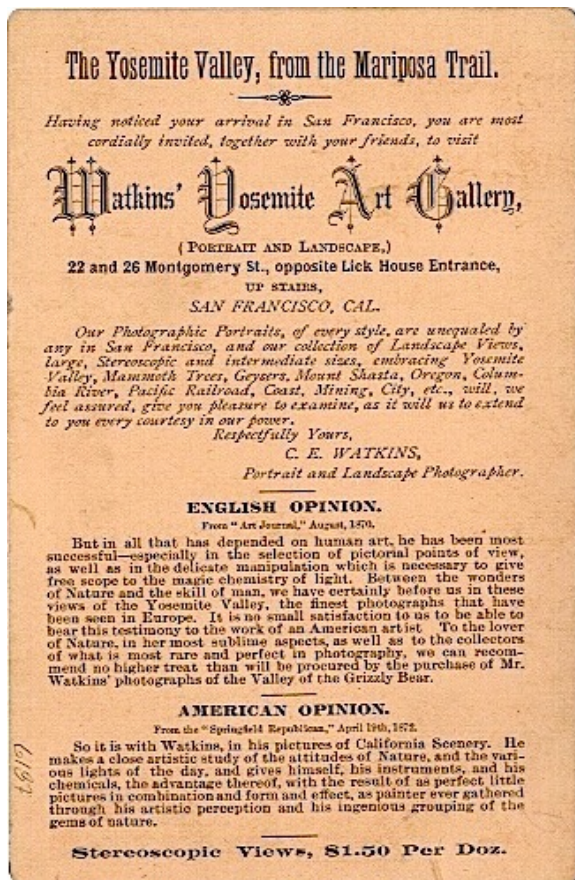 The Yosemite Valley, from the Mariposa Trail.
Having noticed your arrival in San Francisco, you are most
cordially invited, together with your friends, to visit
Watkins' Yosemite Art Gallery,
(PORTRAIT AND LANDSCAPE,)
22 and 26 Montgomery St., opposite Lick House Entrance,
UP STAIRS,
SAN FRANCISCO, CAL.
Our Photographic Portraits, of every style, are unequaled by
any in San Francisco, and our collection of Landscape Views,
large, Stereoscopic and intermediate sizes, embracing Yosemite
Valley, Mammoth Trees, Geysers, Mount Shasta, Oregon, Colum-
bia River, Pacific Railroad, Coast, Mining, City, etc., will, we
feel assured, give you pleasure to examine, as it will us to extend
to you every courtesy in our power.
Respectfully Yours,
C. E. WATKINS,
Portrait and Landscape Photographer.
ENGLISH OPINION.
From "Art Journal," August, 1870.
But in all that has depended on human art, he has been most
successful—especially in the selection of pictorial points of view,
as well as in the delicate manipulation which is necessary to give
free scope to the magic chemistry of light. Between the wonders
of Nature and the skill of man, we have certainly before us in these
views of the Yosemite Valley, the finest photographs that have
been seen in Europe. It is no small satisfaction to us to be able to
bear this testimony to the work of an American artist To the lover
of Nature, in her most sublime aspects, as well as to the collectors
of what is most rare and perfect in photography, we can recom-
mend no higher treat than will be procured by the purchase of Mr.
Watkins' photographs of the Valley of the Grizzly Bear.
AMERICAN OPINION.
From the "Springfield Republican," April 19th, 1872.
So it is with Watkins, in his pictures of California Scenery. He
makes a close artistic study of the attitudes of Nature, and the vari-
ous lights of the day, and gives himself, his instruments, and his
chemicals, the advantage thereof, with the result of as perfect little
pictures in combination and form and effect, as painter ever gathered
through his artistic perception and his ingenious grouping of the
gems of nature.
Stereoscopic Views, $1.50 Per Doz.